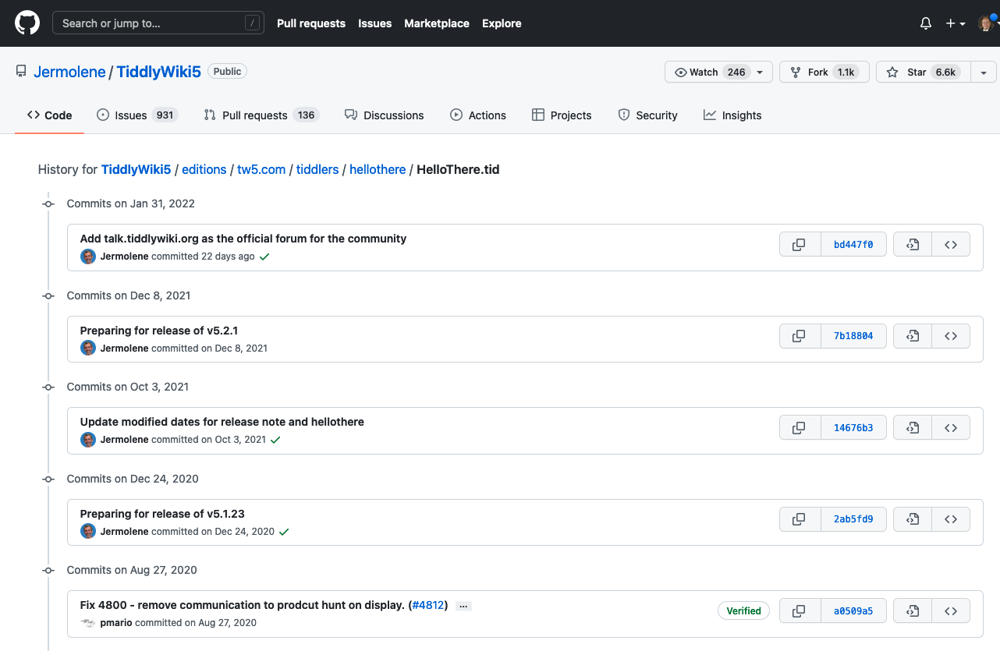 Search or jump to... / Pull requests Issues Marketplace Explore
Jermolene / TiddlyWiki5 Public Watch 246 Fork 1.1k Star 6.6k
Code Issues 931 Pull requests 136 Discussions Actions Projects Security Insights
History for TiddlyWiki5 / editions / tw5.com / tiddlers / hellothere / HelloThere.tid
Commits on Jan 31, 2022
Add talk.tiddlywiki.org as the official forum for the community
Jermolene committed 22 days ago
bd447f0
Commits on Dec 8, 2021
Preparing for release of v5.2.1
Jermolene committed on Dec 8, 2021
7b18804
Commits on Oct 3, 2021
Update modified dates for release note and hellothere
Jermolene committed on Oct 3, 2021
14676b3
Commits on Dec 24, 2020
Preparing for release of v5.1.23
Jermolene committed on Dec 24, 2020
2ab5fd9
Commits on Aug 27, 2020
Fix 4800 - remove communication to prodcut hunt on display. (#4812) ...
pmario committed on Aug 27, 2020
Verified a0509a5